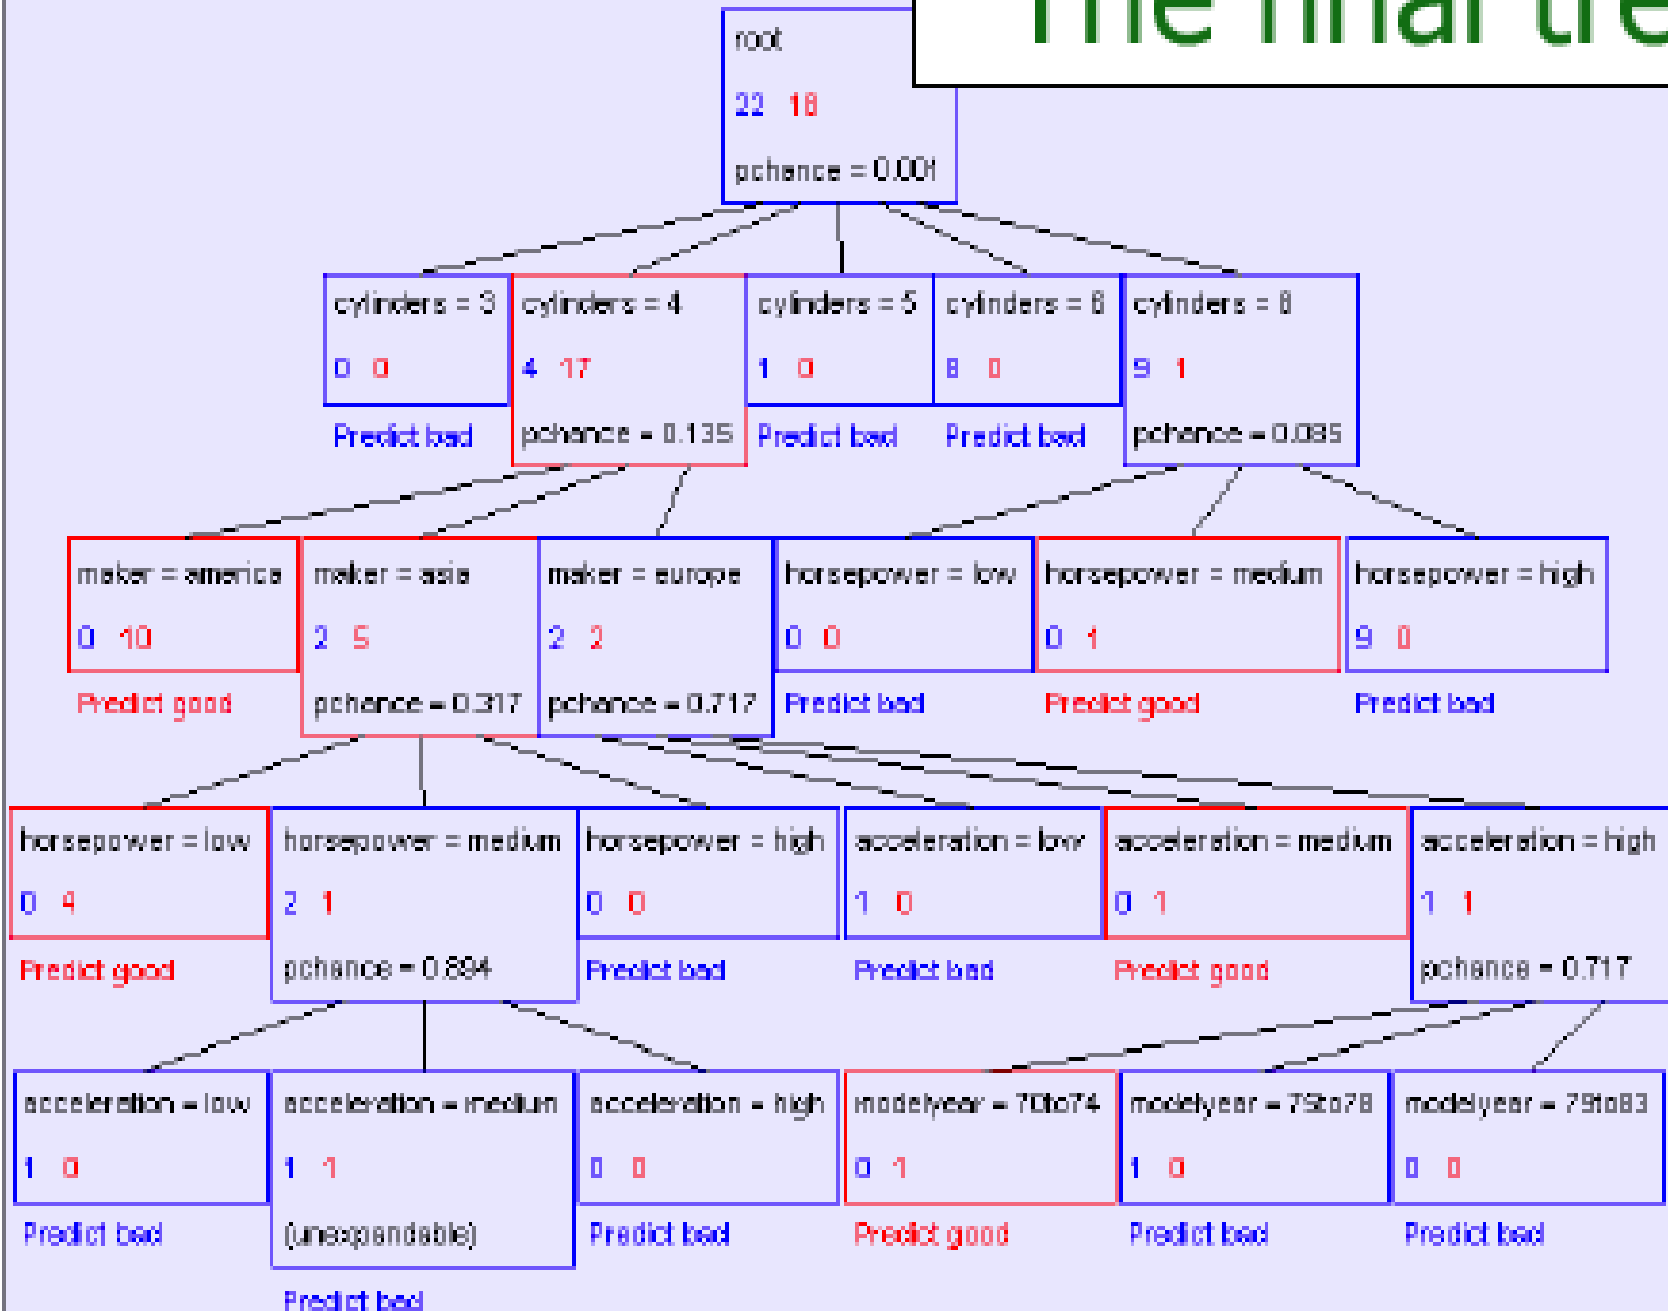 The final tre
root
22 18
pchance = 0.001
cylinders = 3
0 0
Predict bad
cylinders = 4
4 17
pchance = 0.135
cylinders = 5
1 0
Predict bad
cylinders = 6
8 0
Predict bad
cylinders = 8
9 1
pchance = 0.085
maker = america
0 10
Predict good
maker = asia
2 5
pchance = 0.317
maker = europe
2 2
pchance = 0.717
horsepower = low
0 0
Predict bad
horsepower = medium
0 1
Predict good
horsepower = high
9 0
Predict bad
horsepower = low
0 4
Predict good
horsepower = medium
2 1
pchance = 0.894
horsepower = high
0 0
Predict bad
acceleration = low
1 0
Predict bad
acceleration = medium
0 1
Predict good
acceleration = high
1 1
pchance = 0.717
acceleration = low
1 0
Predict bad
acceleration = medium
1 1
(unexpandable)
Predict bad
acceleration = high
0 0
Predict bad
modelyear = 70to74
0 1
Predict good
modelyear = 75to78
1 0
Predict bad
modelyear = 79to83
0 0
Predict bad